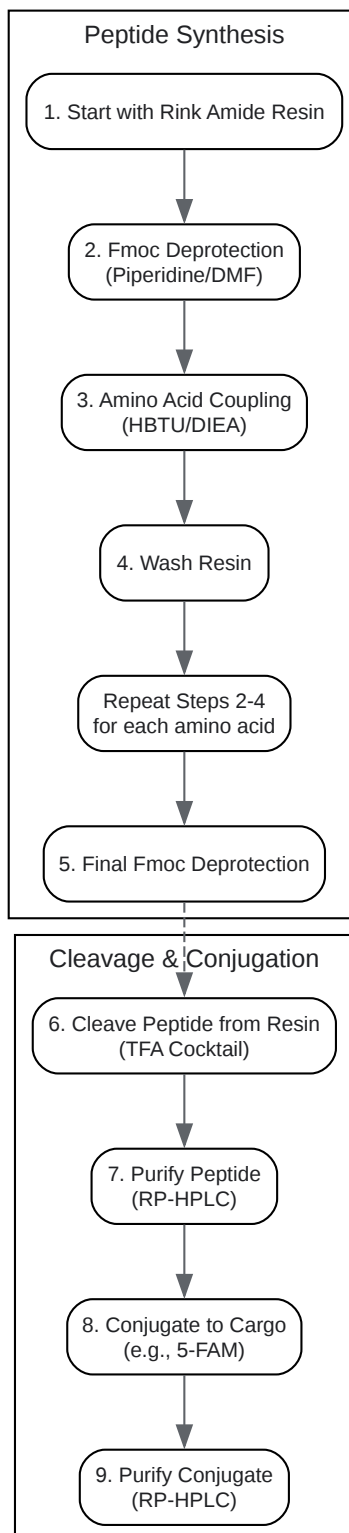 Peptide Synthesis
1. Start with Rink Amide Resin
2. Fmoc Deprotection
(Piperidine/DMF)
3. Amino Acid Coupling
(HBTU/DIEA)
4. Wash Resin
Repeat Steps 2-4
for each amino acid
5. Final Fmoc Deprotection
Cleavage & Conjugation
6. Cleave Peptide from Resin
(TFA Cocktail)
7. Purify Peptide
(RP-HPLC)
8. Conjugate to Cargo
(e.g., 5-FAM)
9. Purify Conjugate
(RP-HPLC)